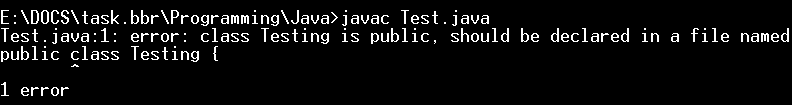 E:\DOCS\task.bbr\Programming\Java>javac Test.java
Test.java:1: error: class Testing is public, should be declared in a file named
public class Testing {
^
1 error